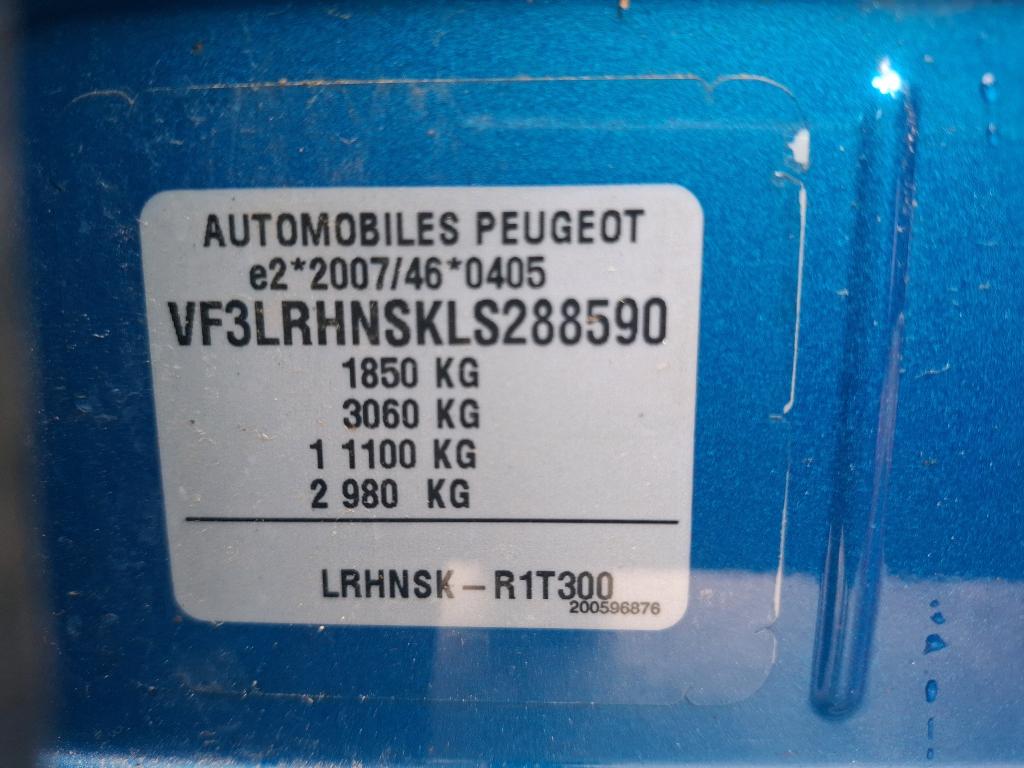 AUTOMOBILES PEUGEOT
e2*2007/46*0405
VF3LRHNSKLS288590
1850 KG
3060 KG
1 1100 KG
2 980 KG
LRHNSK – R1T300
200596876